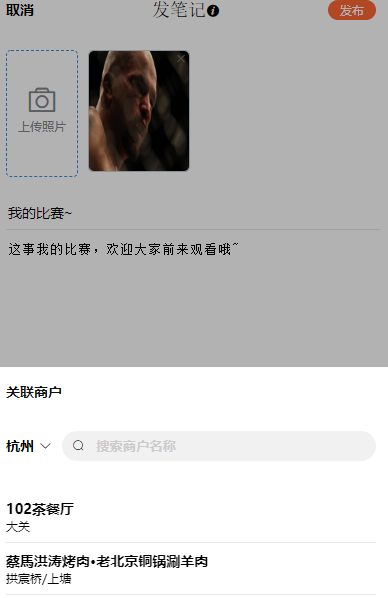 取消 发笔记 发布
上传照片
我的比赛~
这事我的比赛，欢迎大家前来观看哦~
关联商户
杭州 搜索商户名称
102茶餐厅
大关
蔡馬洪涛烤肉·老北京铜锅涮羊肉
拱宸桥/上塘